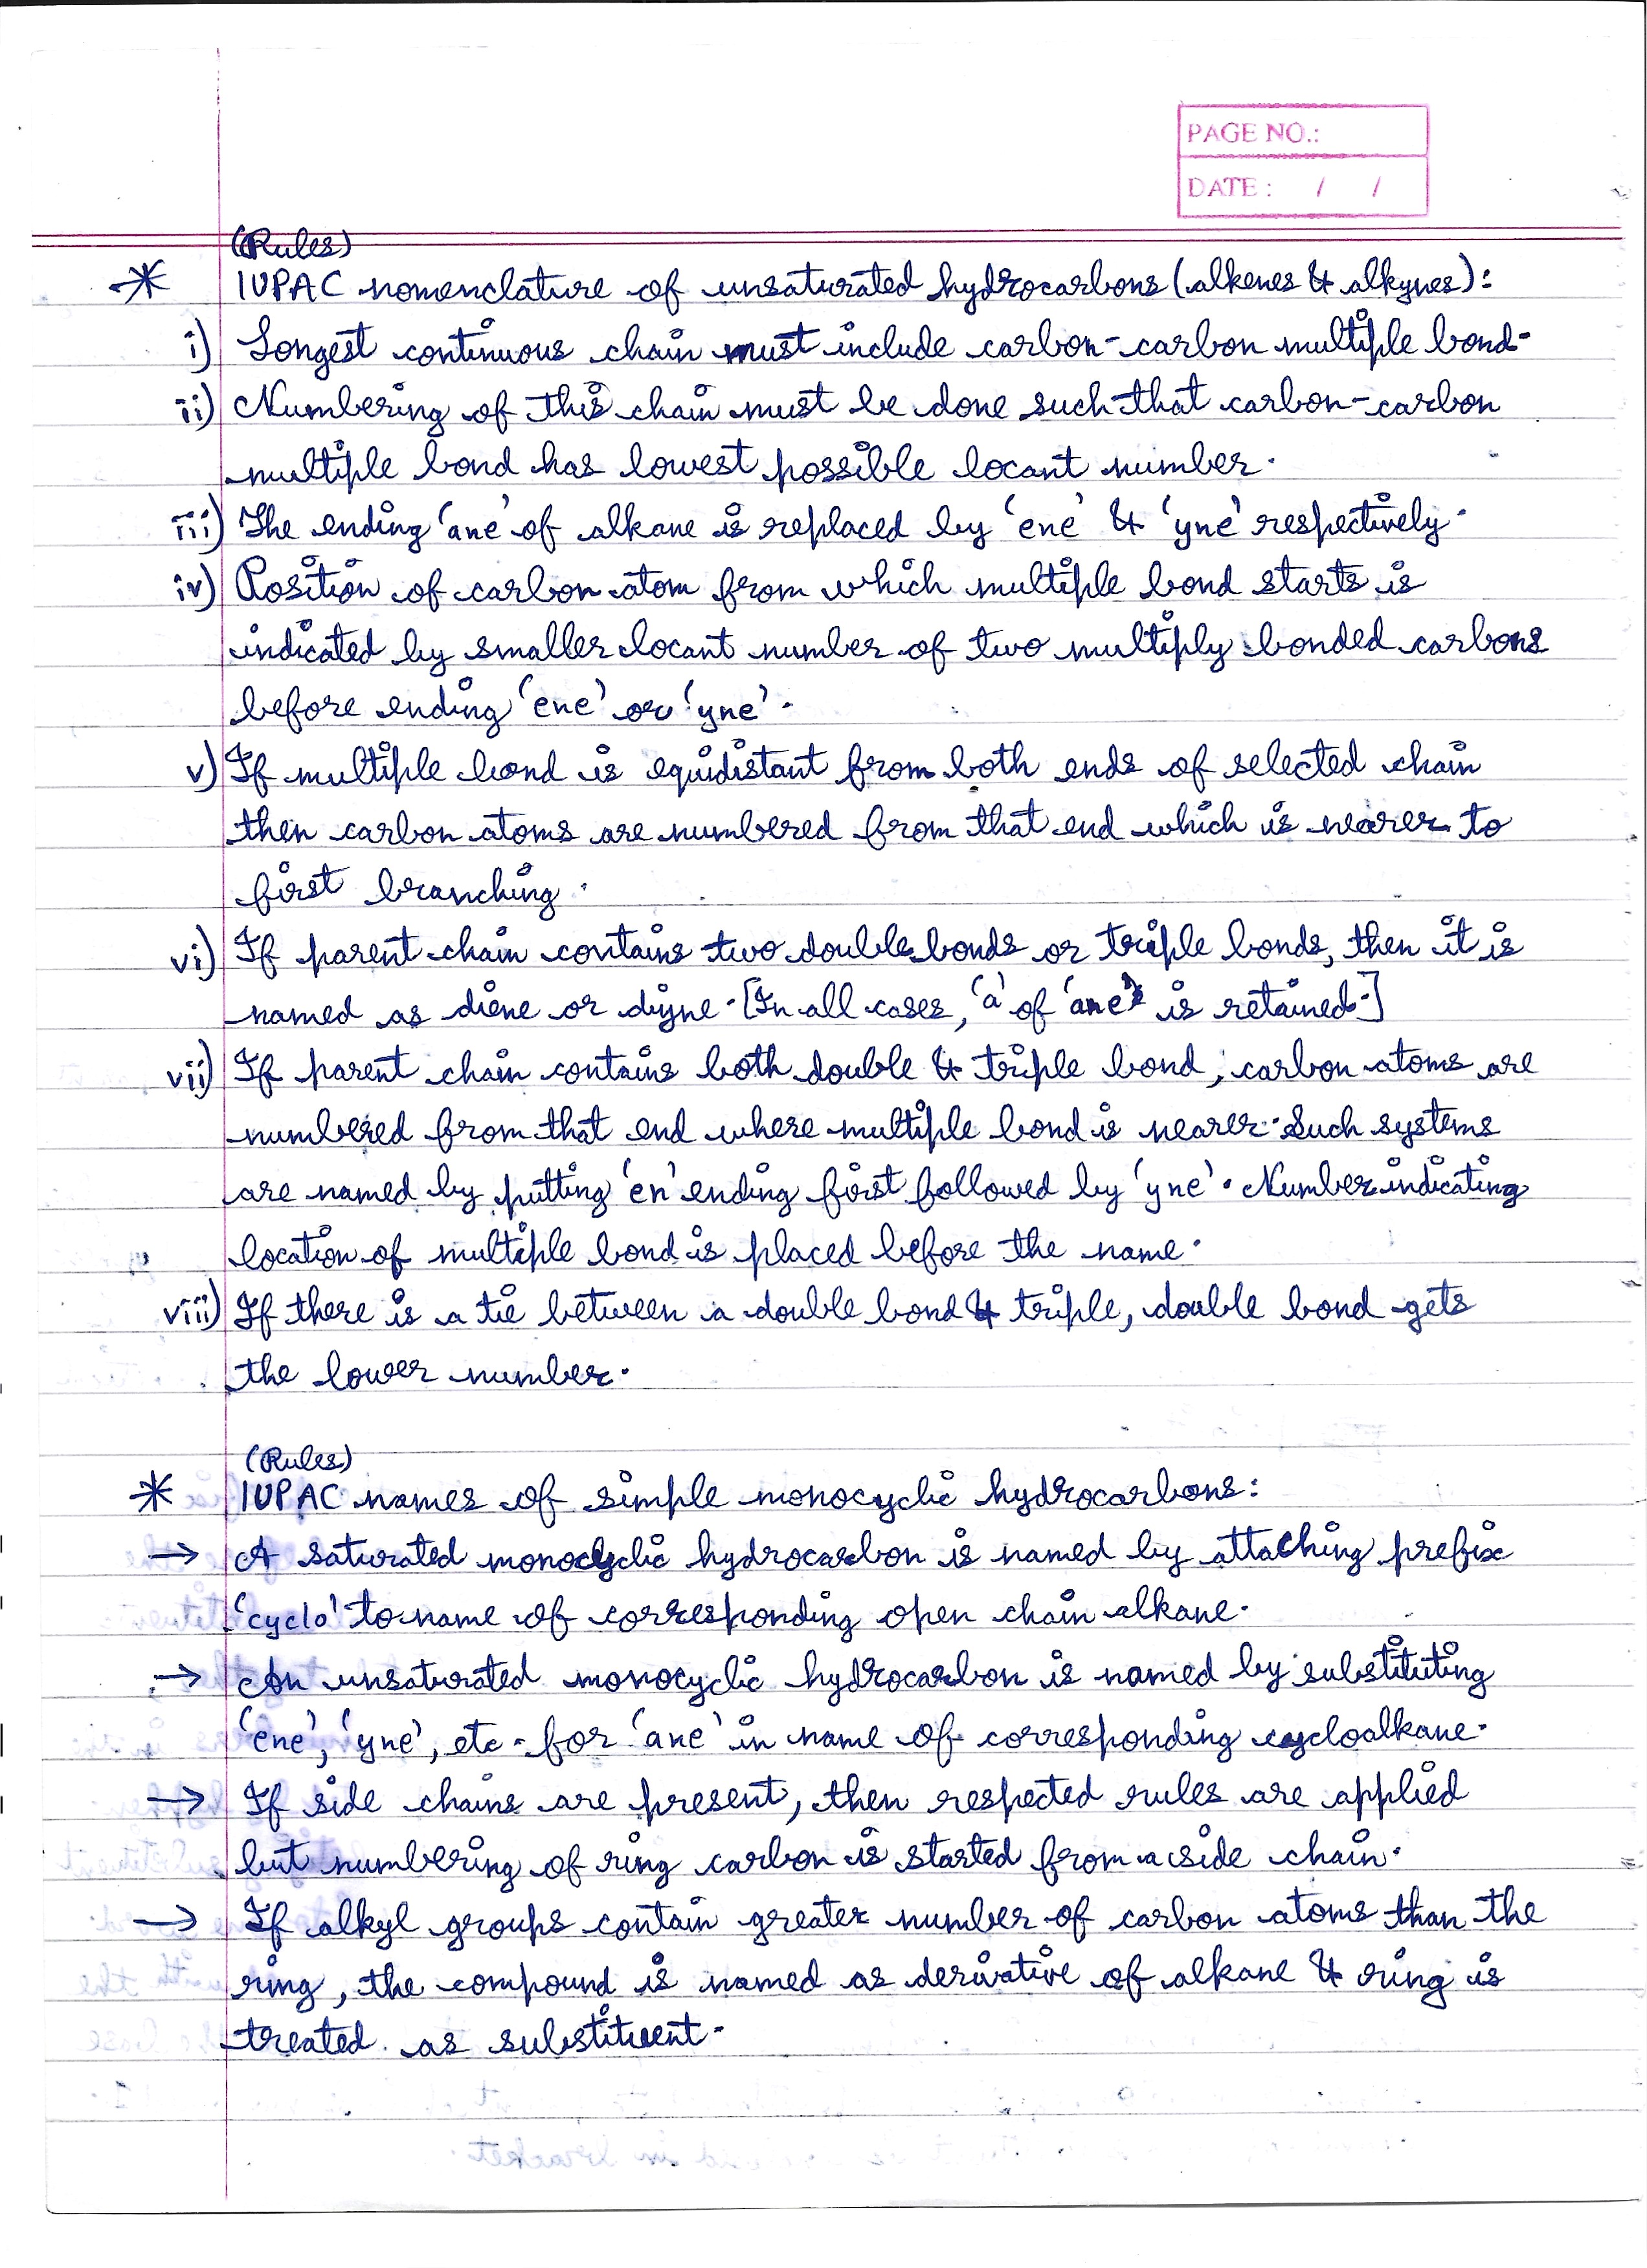 PAGE NO.:
DATE : / /
(Rules)
* IUPAC nomenclature of unsaturated hydrocarbons (alkenes & alkynes):
i) Longest continuous chain must include carbon-carbon multiple bond.
ii) Numbering of this chain must be done such that carbon-carbon
multiple bond has lowest possible locant number.
iii) The ending 'ane' of alkane is replaced by 'ene' & 'yne' respectively.
iv) Position of carbon atom from which multiple bond starts is
indicated by smaller locant number of two multiply bonded carbons
before ending 'ene' or 'yne'.
v) If multiple bond is equidistant from both ends of selected chain
then carbon atoms are numbered from that end which is nearer to
first branching.
vi) If parent chain contains two double bonds or triple bonds, then it is
named as diene or diyne. [In all cases, 'a' of 'ane' is retained.]
vii) If parent chain contains both double & triple bond, carbon atoms are
numbered from that end where multiple bond is nearer. Such systems
are named by putting 'en' ending first followed by 'yne'. Number indicating
location of multiple bond is placed before the name.
viii) If there is a tie between a double bond & triple, double bond gets
the lower number.
(Rules)
* IUPAC names of simple monocyclic hydrocarbons:
→ A saturated monocyclic hydrocarbon is named by attaching prefix
'cyclo' to name of corresponding open chain alkane.
→ An unsaturated monocyclic hydrocarbon is named by substituting
'ene', 'yne', etc. for 'ane' in name of corresponding cycloalkane.
→ If side chains are present, then respected rules are applied
but numbering of ring carbon is started from a side chain.
→ If alkyl groups contain greater number of carbon atoms than the
ring, the compound is named as derivative of alkane & ring is
treated as substituent.